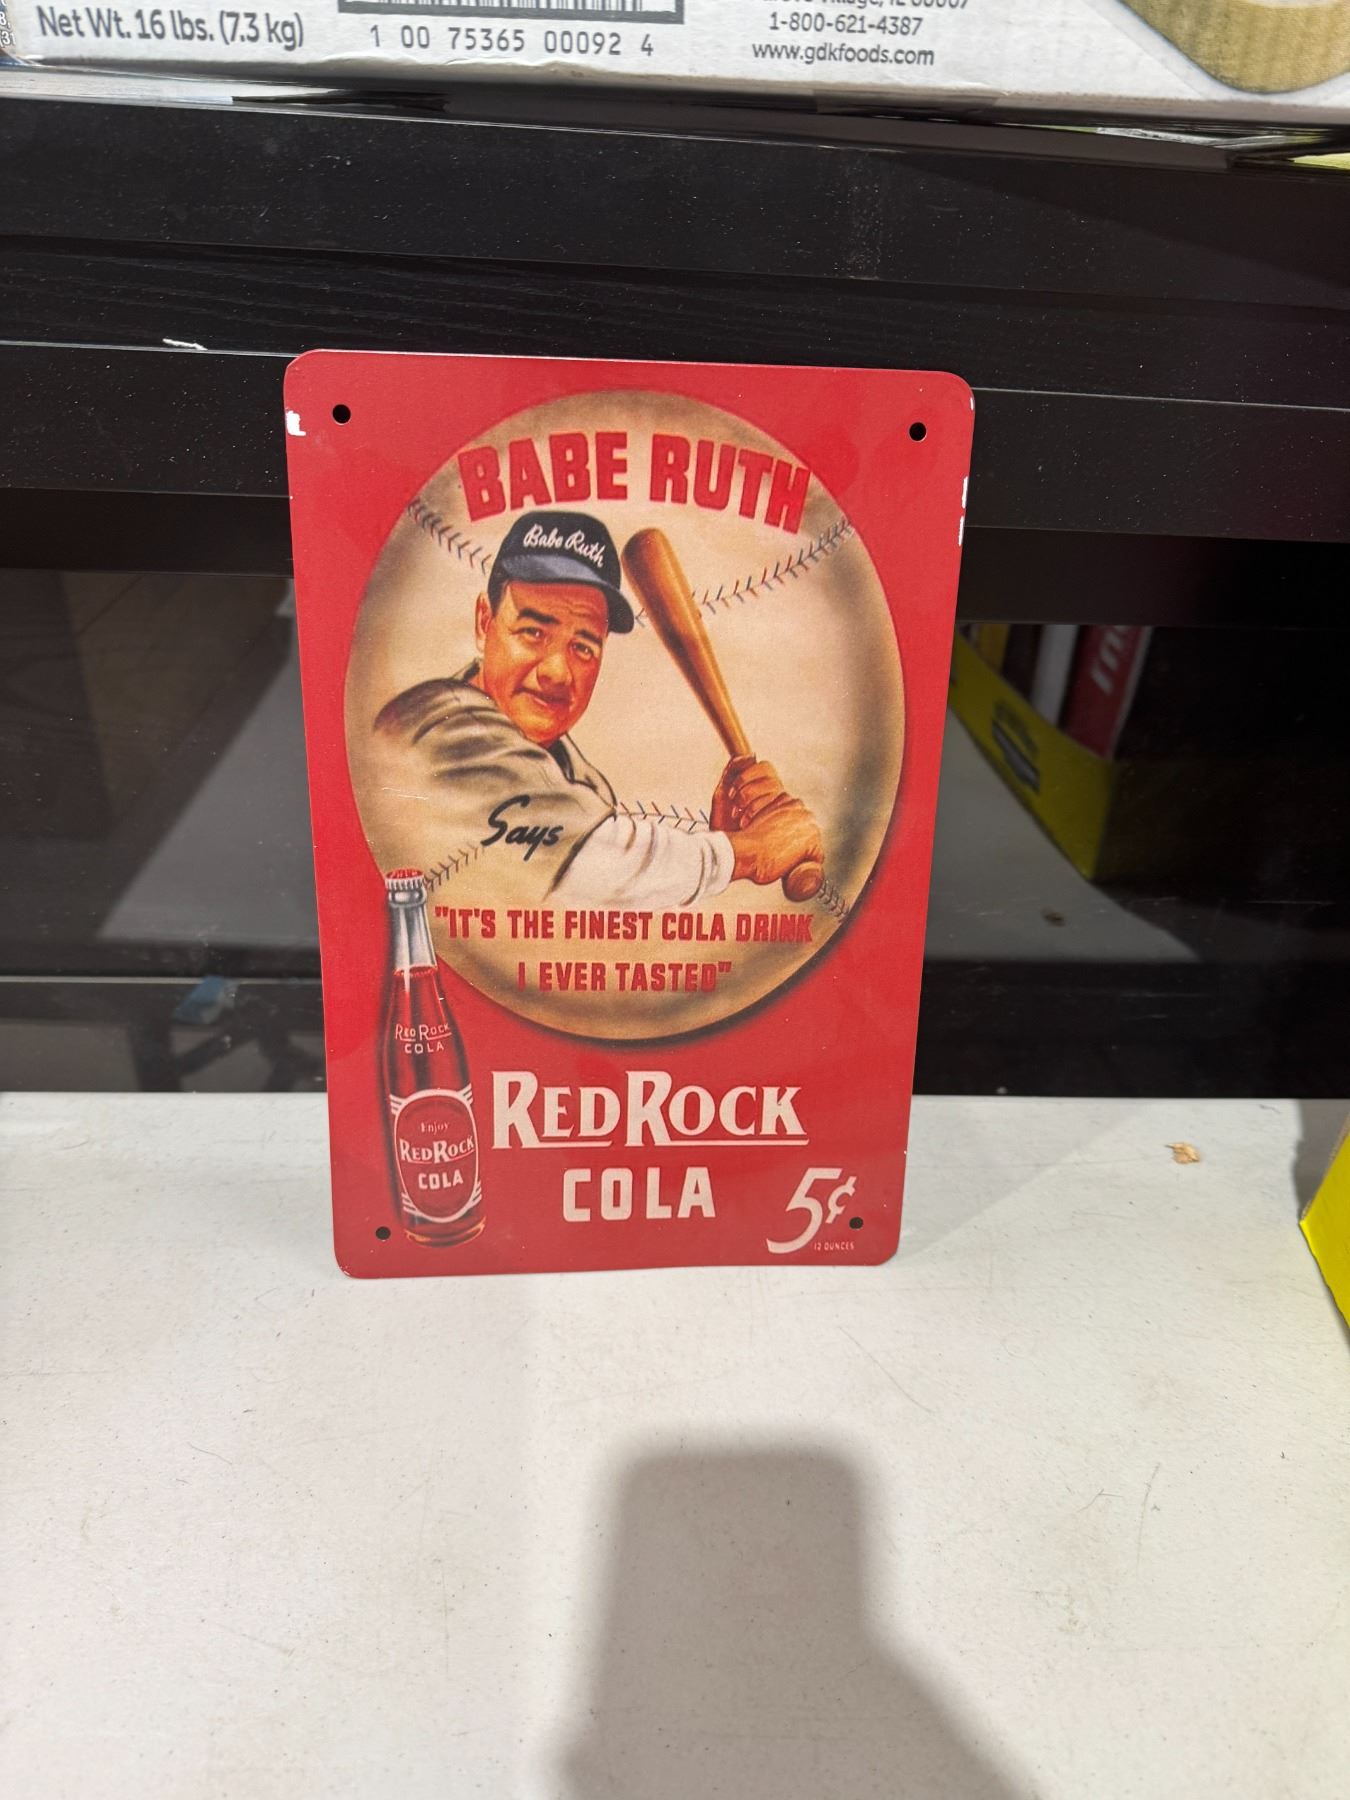 Net Wt. 16 lbs. (7.3 kg)
1 00 75365 00092 4
1-800-621-4387
www.gdkfoods.com
BABE RUTH
Babe Ruth
Says
"IT'S THE FINEST COLA DRINK
I EVER TASTED"
RED ROCK
COLA
Enjoy
RED ROCK
COLA
RED ROCK
COLA
5¢
12 OUNCES